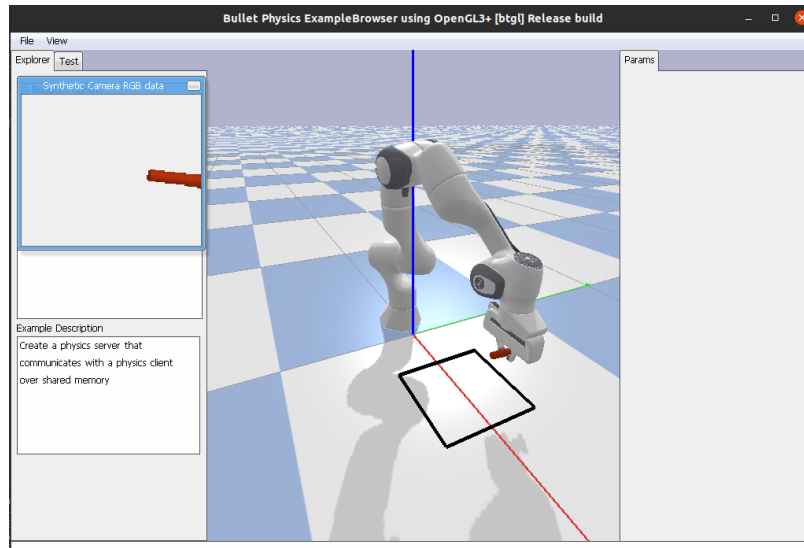 Bullet Physics ExampleBrowser using OpenGL3+ [btgl] Release build
File View
Explorer Test
Params
Synthetic Camera RGB data
Example Description
Create a physics server that
communicates with a physics client
over shared memory